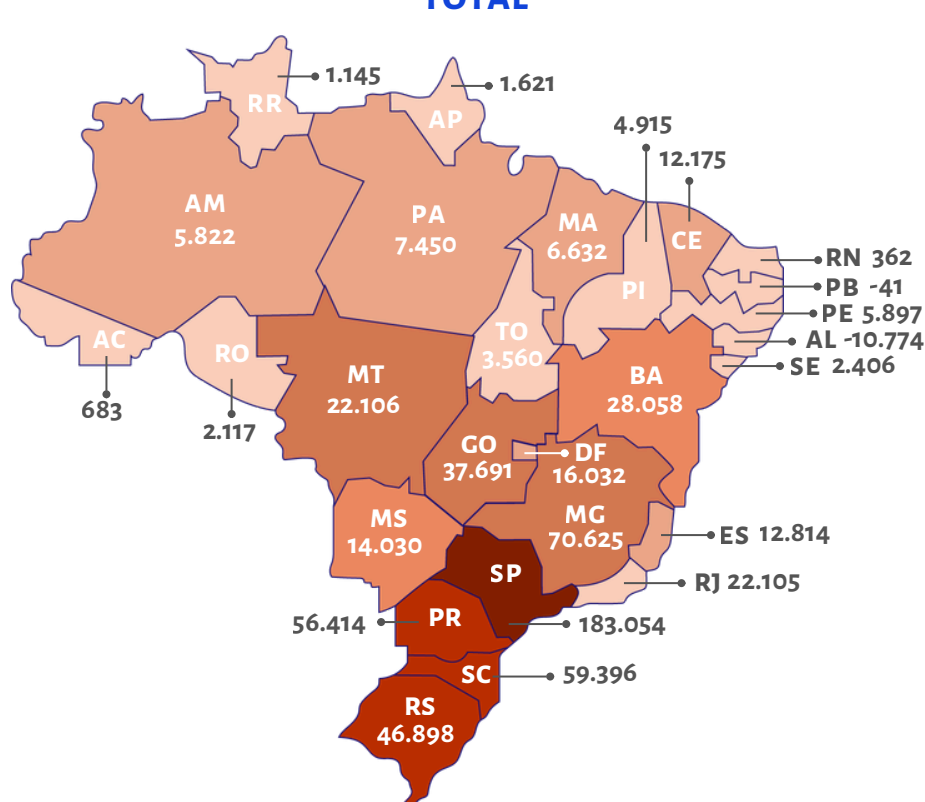 TOTAL
1.145
RR
1.621
AP
4.915
12.175
AM
5.822
PA
7.450
MA
6.632
CE
RN 362
PI
PB -41
PE 5.897
AL -10.774
SE 2.406
AC
683
RO
2.117
TO
3.560
MT
22.106
BA
28.058
GO
37.691
DF
16.032
MS
14.030
MG
70.625
ES 12.814
SP
RJ 22.105
56.414
PR
183.054
SC
59.396
RS
46.898